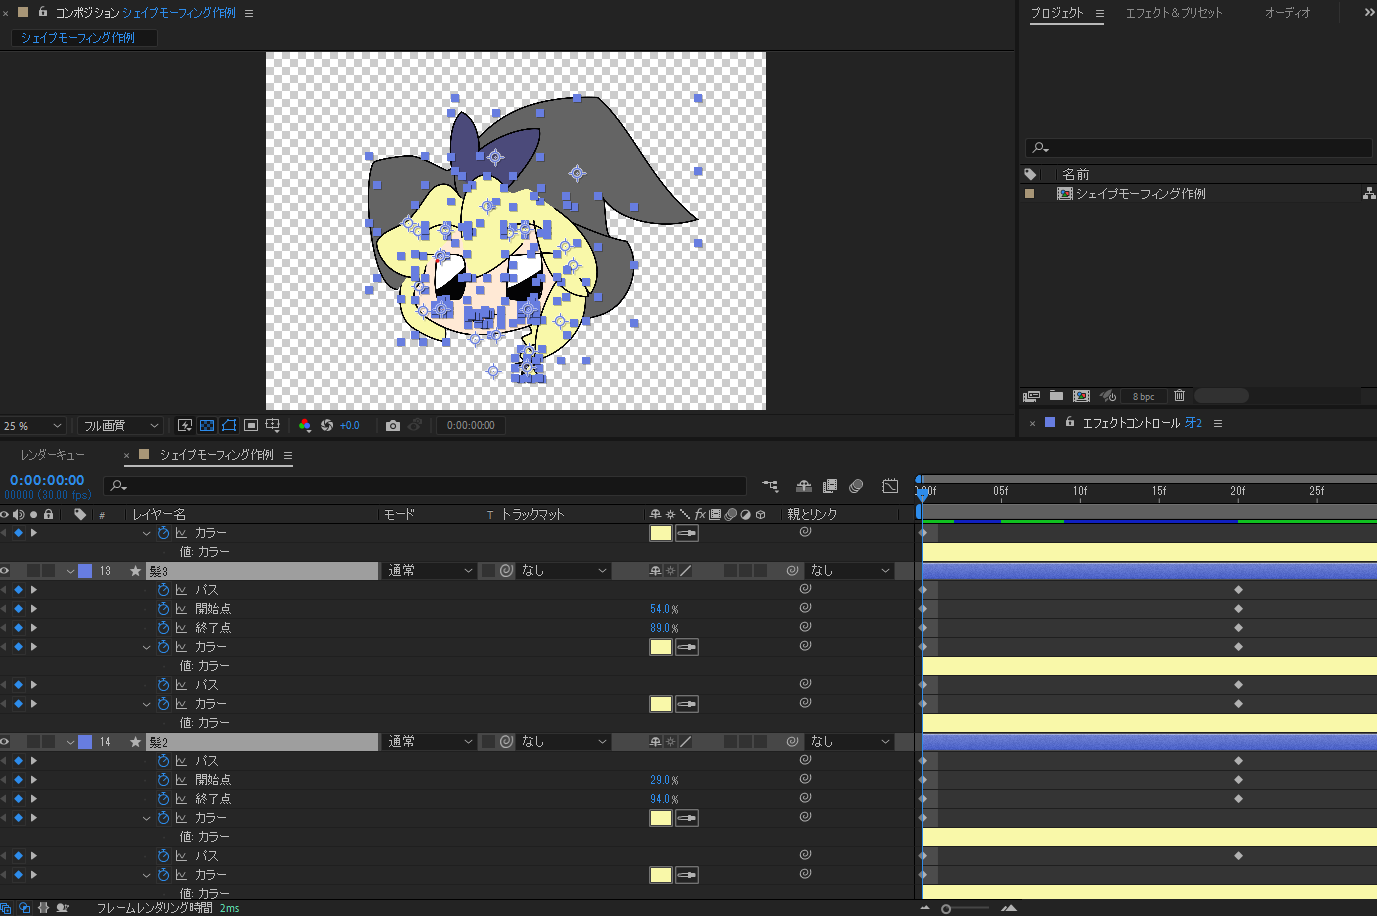 コンポジション シェイプモーフィング作例
プロジェクト エフェクト＆プリセット オーディオ
シェイプモーフィング作例
名前
シェイプモーフィング作例
8 bpc
25 % フル画質 +0.0 0:00:00:00
エフェクトコントロール 牙2
レンダーキュー シェイプモーフィング作例
0:00:00:00
00000 (30.00 fps)
:00f 05f 10f 15f 20f 25f
# レイヤー名 モード T トラックマット fx 親とリンク
カラー
値: カラー
13 髪3 通常 なし なし
パス
開始点 54.0%
終了点 89.0%
カラー
値: カラー
パス
カラー
値: カラー
14 髪2 通常 なし なし
パス
開始点 29.0%
終了点 94.0%
カラー
値: カラー
パス
カラー
値: カラー
フレームレンダリング時間 2ms